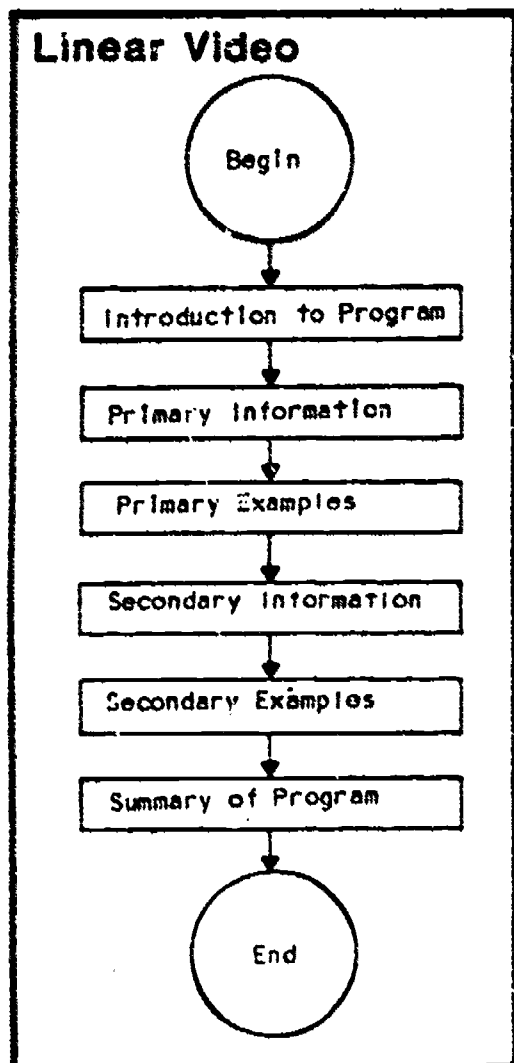 Linear Video
Begin
Introduction to Program
Primary Information
Primary Examples
Secondary Information
Secondary Examples
Summary of Program
End